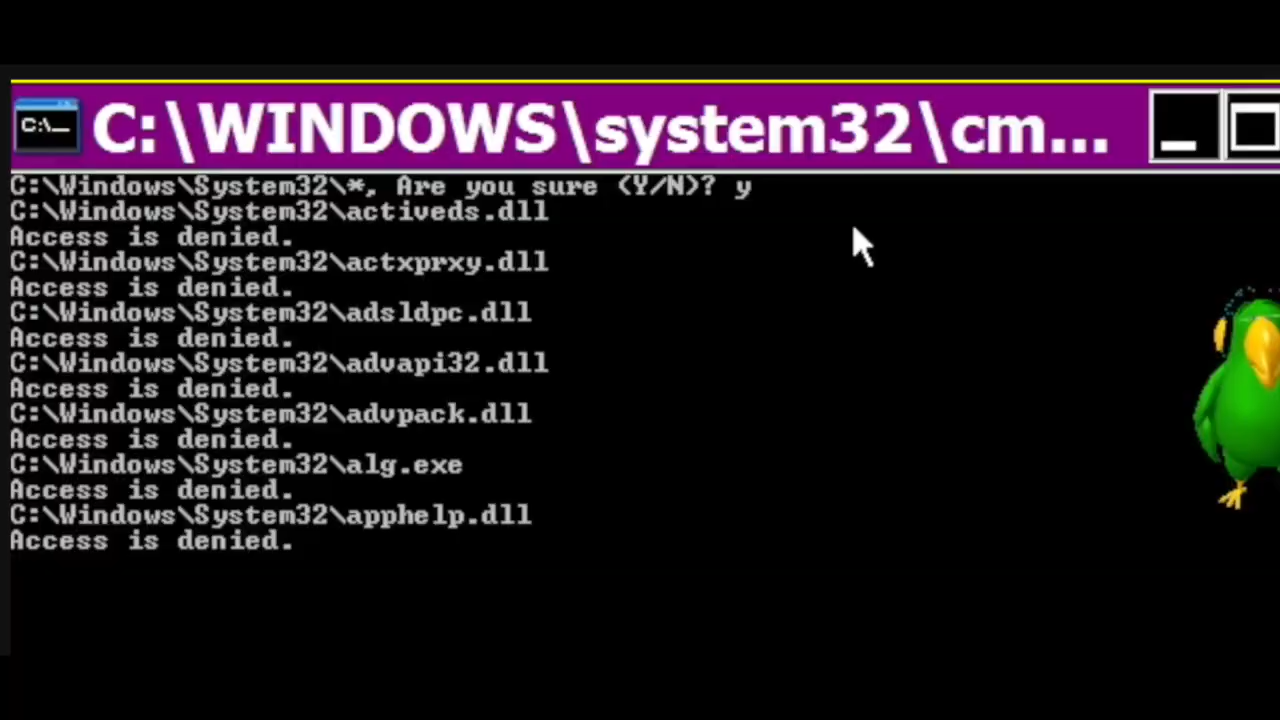 C:\WINDOWS\system32\cm...
C:\Windows\System32\*, Are you sure (Y/N)? y
C:\Windows\System32\activeds.dll
Access is denied.
C:\Windows\System32\actxprxy.dll
Access is denied.
C:\Windows\System32\adsldpc.dll
Access is denied.
C:\Windows\System32\advapi32.dll
Access is denied.
C:\Windows\System32\advpack.dll
Access is denied.
C:\Windows\System32\alg.exe
Access is denied.
C:\Windows\System32\apphelp.dll
Access is denied.